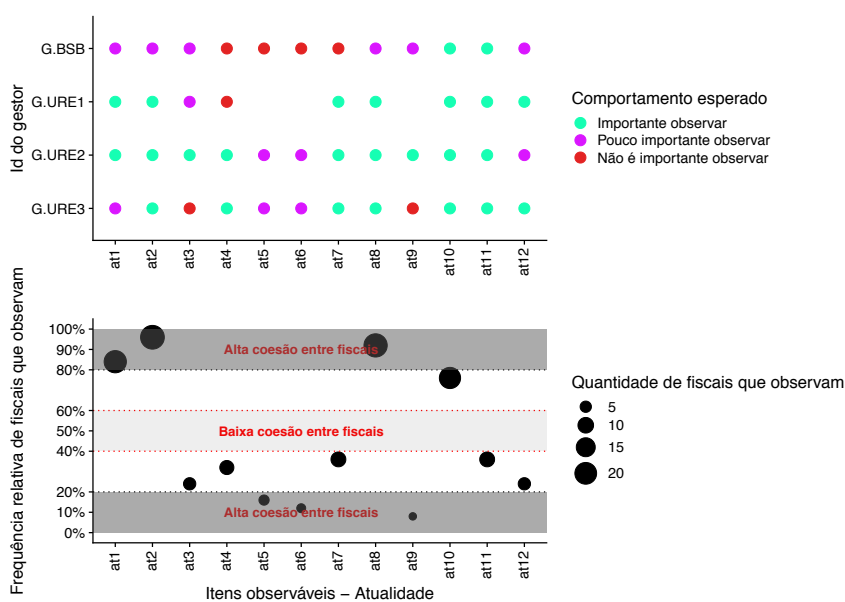 Id do gestor
G.BSB
G.URE1
G.URE2
G.URE3
at1 at2 at3 at4 at5 at6 at7 at8 at9 at10 at11 at12
Comportamento esperado
Importante observar
Pouco importante observar
Não é importante observar
Frequência relativa de fiscais que observam
100%
90%
80%
60%
50%
40%
20%
10%
0%
Alta coesão entre fiscais
Baixa coesão entre fiscais
Alta coesão entre fiscais
at1 at2 at3 at4 at5 at6 at7 at8 at9 at10 at11 at12
Itens observáveis − Atualidade
Quantidade de fiscais que observam
5
10
15
20